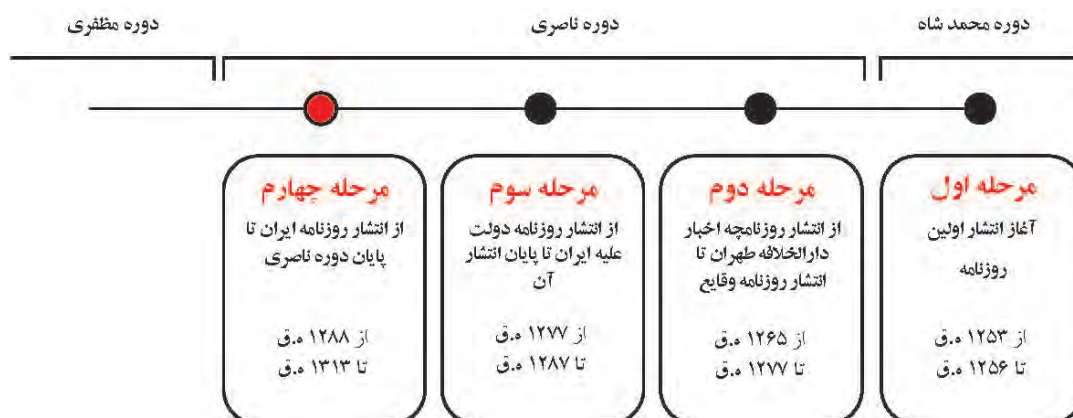 دوره محمد شاه
دوره ناصری
دوره مظفری
مرحله اول
آغاز انتشار اولین
روزنامه
از ۱۲۵۳ ه.ق
تا ۱۲۵۶ ه.ق
مرحله دوم
از انتشار روزنامچه اخبار
دارالخلافه طهران تا
انتشار روزنامه وقایع
از ۱۲۶۵ ه.ق
تا ۱۲۷۷ ه.ق
مرحله سوم
از انتشار روزنامه دولت
علیه ایران تا پایان انتشار
آن
از ۱۲۷۷ ه.ق
تا ۱۲۸۷ ه.ق
مرحله چهارم
از انتشار روزنامه ایران تا
پایان دوره ناصری
از ۱۲۸۸ ه.ق
تا ۱۳۱۳ ه.ق